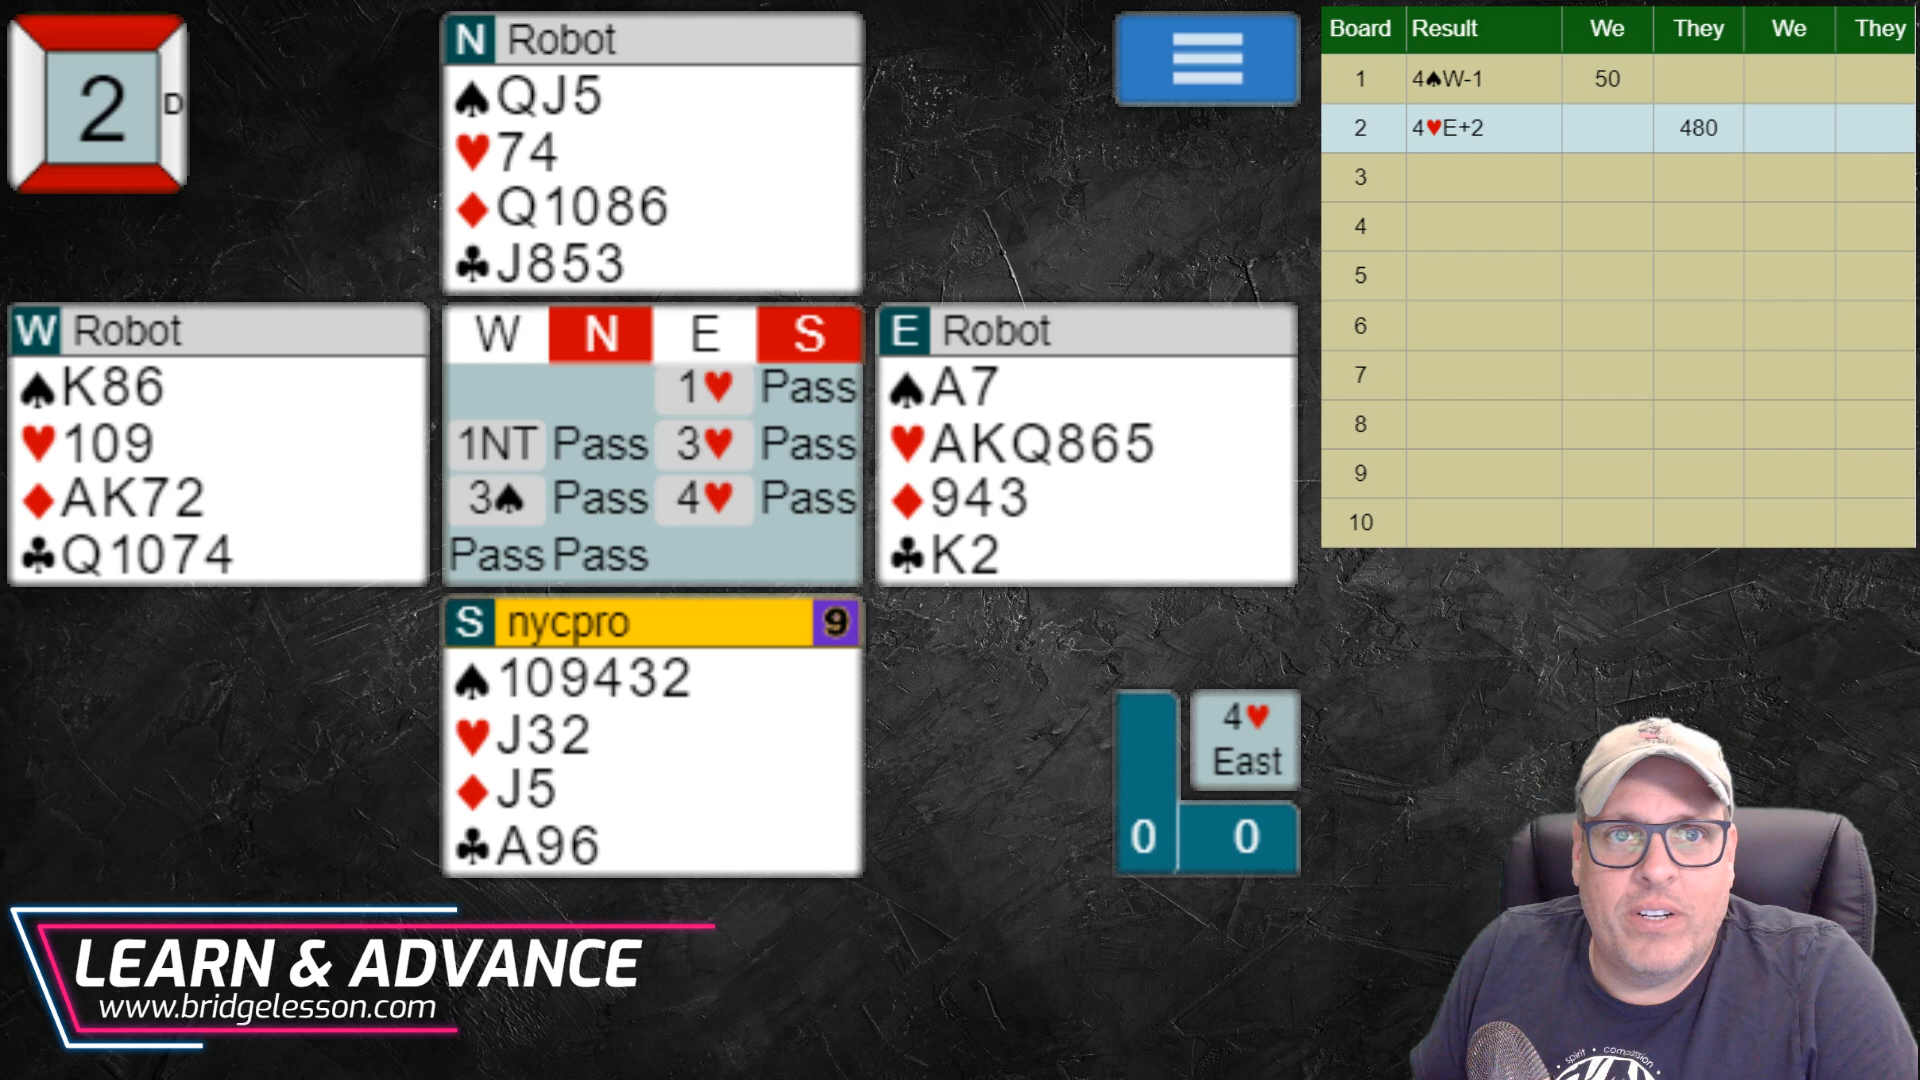 2 D
N Robot
♠QJ5
♥74
♦Q1086
♣J853
W Robot
♠K86
♥109
♦AK72
♣Q1074
W N E S
1♥ Pass
1NT Pass 3♥ Pass
3♠ Pass 4♥ Pass
Pass Pass
E Robot
♠A7
♥AKQ865
♦943
♣K2
S nycpro 9
♠109432
♥J32
♦J5
♣A96
4♥
East
0 0
Board Result We They We They
1 4♠W-1 50
2 4♥E+2 480
3
4
5
6
7
8
9
10
LEARN & ADVANCE
www.bridgelesson.com
spirit • compassion